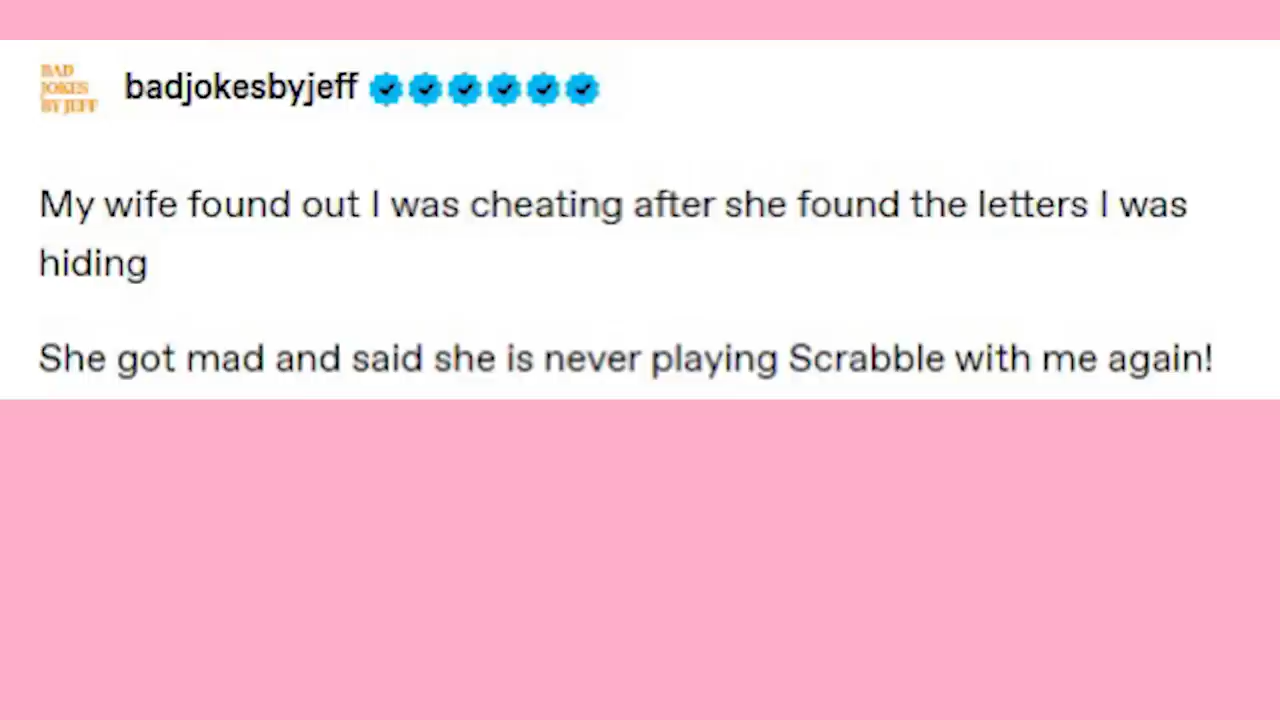 BAD
JOKES
BY JEFF
badjokesbyjeff
My wife found out I was cheating after she found the letters I was
hiding
She got mad and said she is never playing Scrabble with me again!